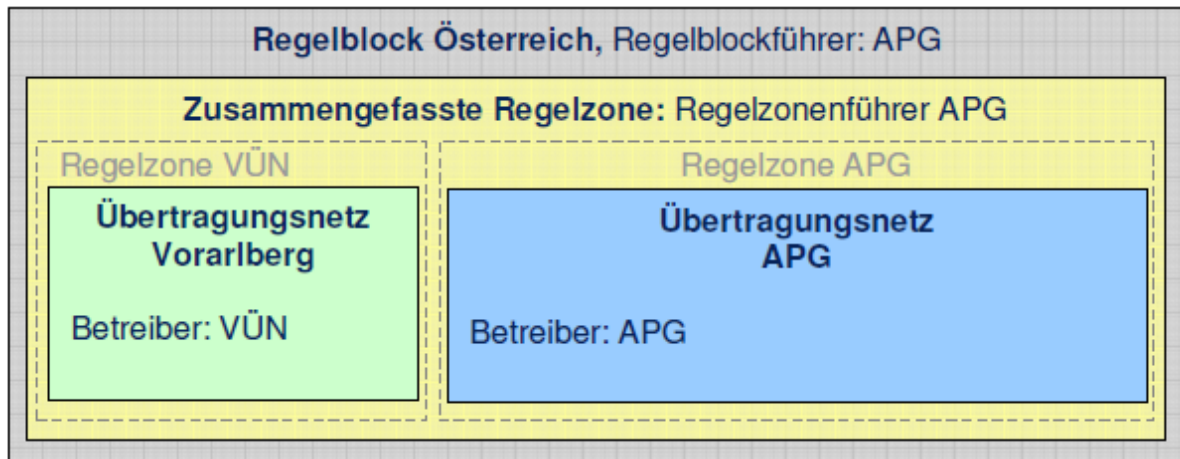 Regelblock Österreich, Regelblockführer: APG
Zusammengefasste Regelzone: Regelzonenführer APG
Regelzone VÜN
Übertragungsnetz
Vorarlberg
Betreiber: VÜN
Regelzone APG
Übertragungsnetz
APG
Betreiber: APG